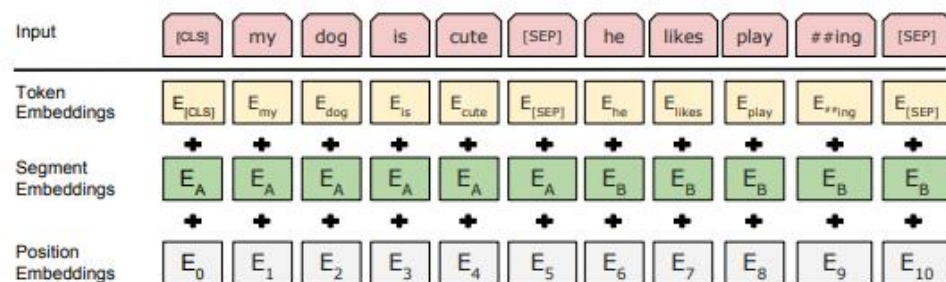 Input [CLS] my dog is cute [SEP] he likes play ##ing [SEP]
Token
Embeddings E[CLS] Emy Edog Eis Ecute E[SEP] Ehe Elikes Eplay E##ing E[SEP]
+ + + + + + + + + + +
Segment
Embeddings EA EA EA EA EA EA EB EB EB EB EB
+ + + + + + + + + + +
Position
Embeddings E0 E1 E2 E3 E4 E5 E6 E7 E8 E9 E10